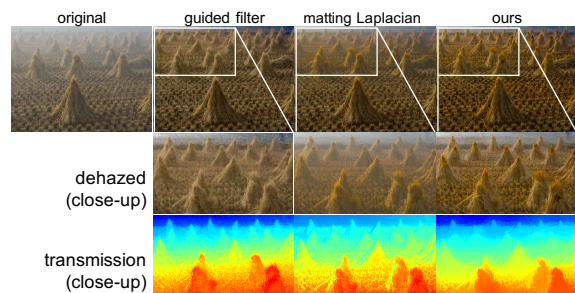 original guided filter matting Laplacian ours
dehazed
(close-up)
transmission
(close-up)